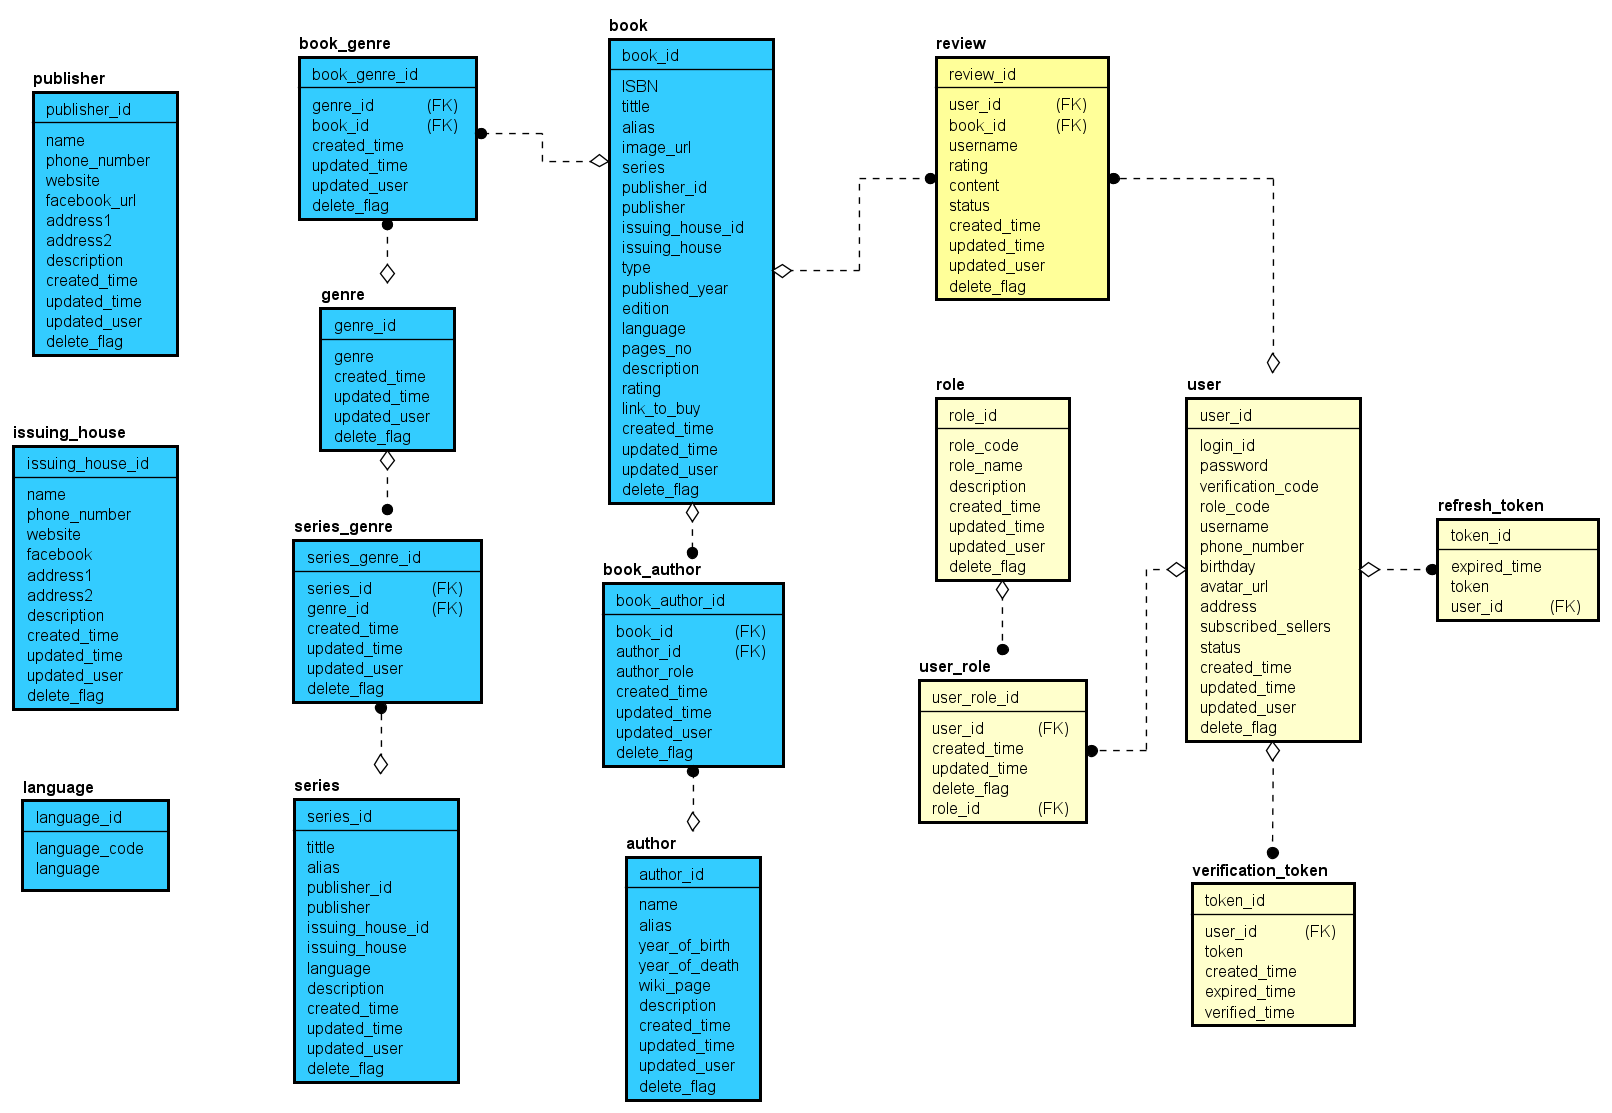 publisher
publisher_id
name
phone_number
website
facebook_url
address1
address2
description
created_time
updated_time
updated_user
delete_flag
issuing_house
issuing_house_id
name
phone_number
website
facebook
address1
address2
description
created_time
updated_time
updated_user
delete_flag
language
language_id
language_code
language
book_genre
book_genre_id
genre_id (FK)
book_id (FK)
created_time
updated_time
updated_user
delete_flag
genre
genre_id
genre
created_time
updated_time
updated_user
delete_flag
series_genre
series_genre_id
series_id (FK)
genre_id (FK)
created_time
updated_time
updated_user
delete_flag
series
series_id
tittle
alias
publisher_id
publisher
issuing_house_id
issuing_house
language
description
created_time
updated_time
updated_user
delete_flag
book
book_id
ISBN
tittle
alias
image_url
series
publisher_id
publisher
issuing_house_id
issuing_house
type
published_year
edition
language
pages_no
description
rating
link_to_buy
created_time
updated_time
updated_user
delete_flag
book_author
book_author_id
book_id (FK)
author_id (FK)
author_role
created_time
updated_time
updated_user
delete_flag
author
author_id
name
alias
year_of_birth
year_of_death
wiki_page
description
created_time
updated_time
updated_user
delete_flag
review
review_id
user_id (FK)
book_id (FK)
username
rating
content
status
created_time
updated_time
updated_user
delete_flag
role
role_id
role_code
role_name
description
created_time
updated_time
updated_user
delete_flag
user_role
user_role_id
user_id (FK)
created_time
updated_time
delete_flag
role_id (FK)
user
user_id
login_id
password
verification_code
role_code
username
phone_number
birthday
avatar_url
address
subscribed_sellers
status
created_time
updated_time
updated_user
delete_flag
verification_token
token_id
user_id (FK)
token
created_time
expired_time
verified_time
refresh_token
token_id
expired_time
token
user_id (FK)